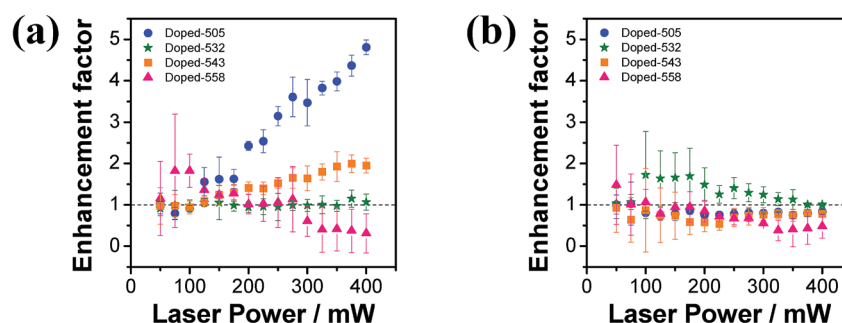 (a)
Enhancement factor
5
4
3
2
1
0
Doped-505
Doped-532
Doped-543
Doped-558
0 100 200 300 400
Laser Power / mW
(b)
Enhancement factor
5
4
3
2
1
0
Doped-505
Doped-532
Doped-543
Doped-558
0 100 200 300 400
Laser Power / mW